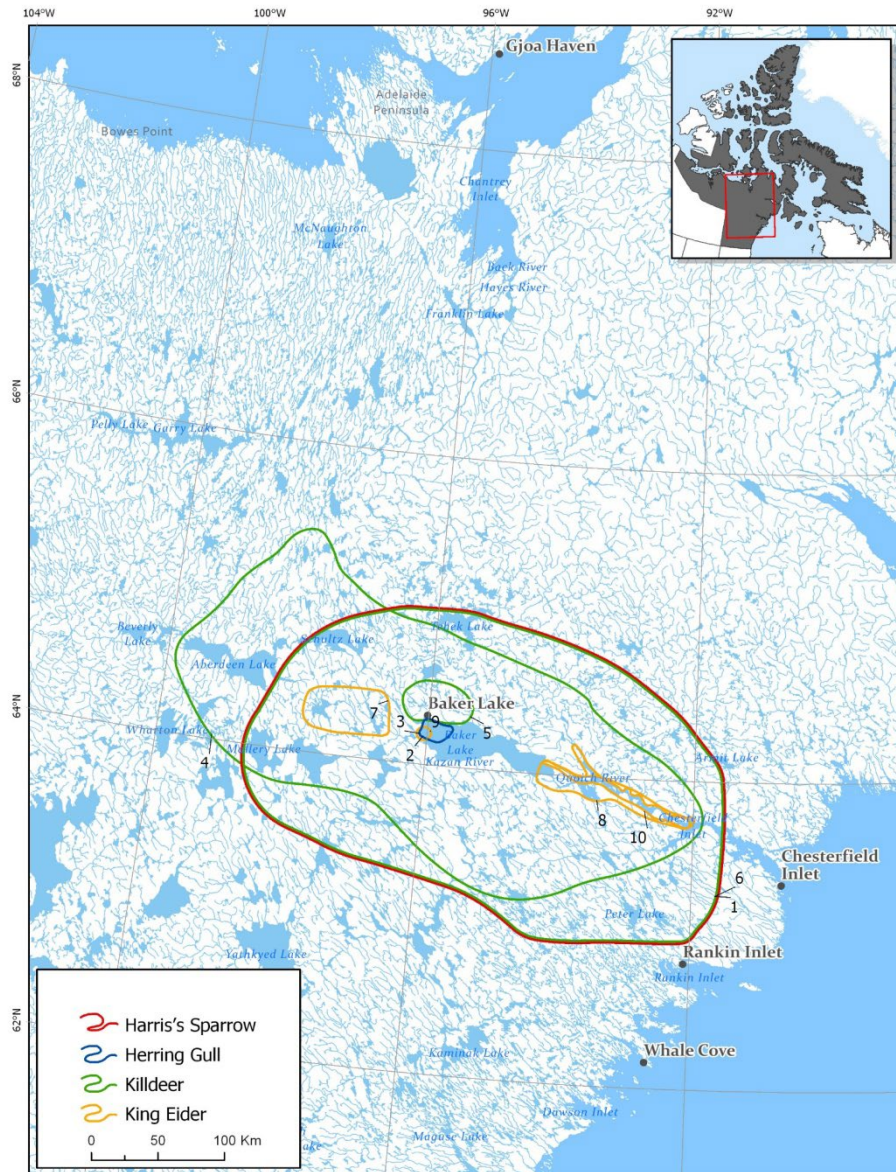 104°W
100°W
96°W
92°W
68°N
66°N
64°N
62°N
Gjoa Haven
Adelaide
Peninsula
Bowes Point
Chantrey
Inlet
McNaughton
Lake
Back River
Hayes River
Franklin Lake
Pelly Lake
Garry Lake
Beverly
Lake
Schultz Lake
Tehek Lake
Aberdeen Lake
Baker Lake
7
3
9
5
2
Baker
Lake
Kazan River
Wharton Lake
4
Mallery Lake
Quoich River
Armit Lake
8
10
Chesterfield
Inlet
Chesterfield
Inlet
6
1
Peter Lake
Rankin Inlet
Rankin Inlet
Yathkyed Lake
Whale Cove
Kaminak Lake
Dawson Inlet
Maguse Lake
Lake
Harris's Sparrow
Herring Gull
Killdeer
King Eider
0 50 100 Km